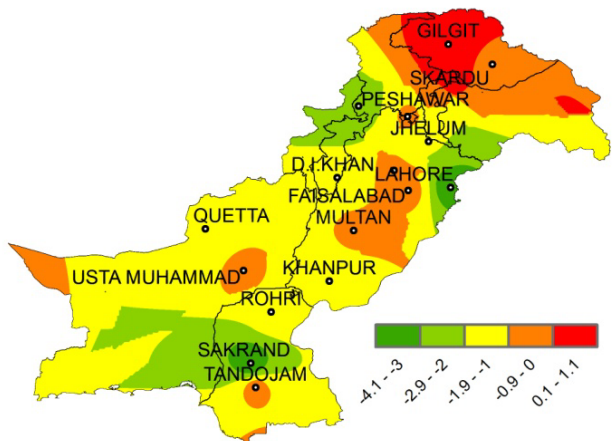 GILGIT
SKARDU
PESHAWAR
JHELUM
D.I.KHAN
LAHORE
FAISALABAD
QUETTA
MULTAN
USTA MUHAMMAD
KHANPUR
ROHRI
SAKRAND
TANDOJAM
-4.1 - -3
-2.9 - -2
-1.9 - -1
-0.9 - 0
0.1 - 1.1